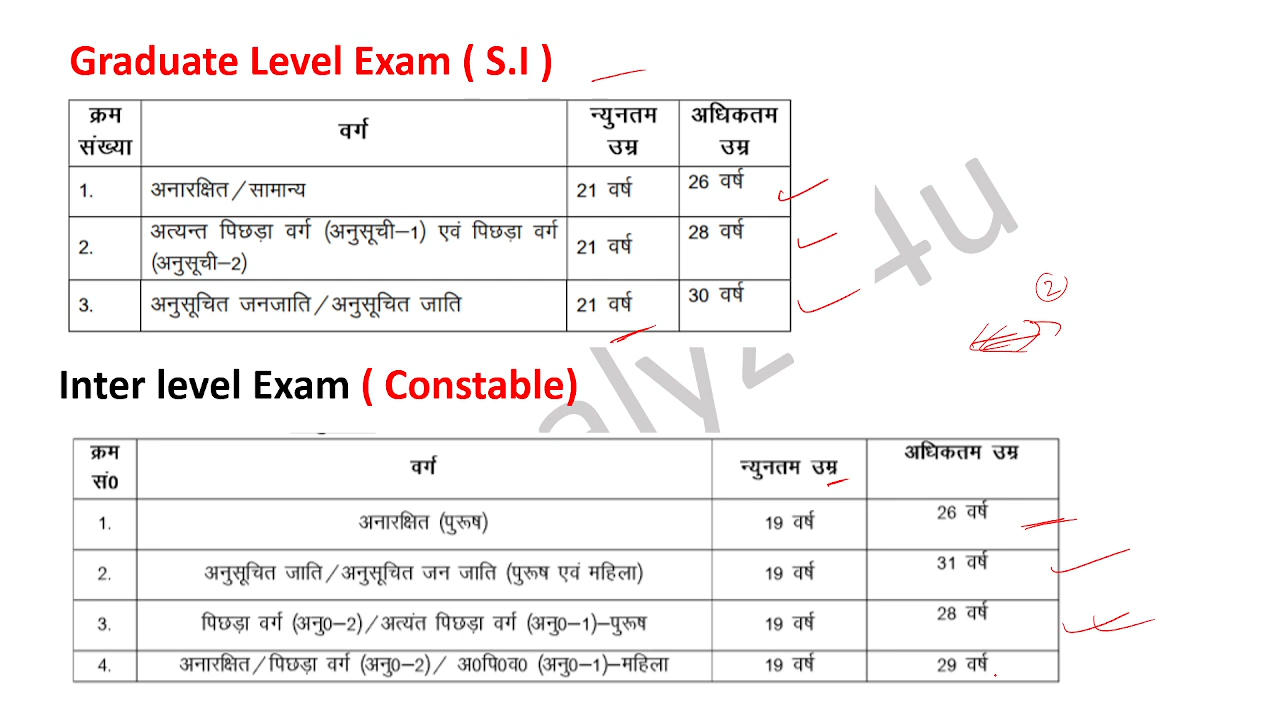 Graduate Level Exam ( S.I )
क्रम संख्या वर्ग न्युनतम उम्र अधिकतम उम्र
1. अनारक्षित/सामान्य 21 वर्ष 26 वर्ष
2. अत्यन्त पिछड़ा वर्ग (अनुसूची–1) एवं पिछड़ा वर्ग (अनुसूची–2) 21 वर्ष 28 वर्ष
3. अनुसूचित जनजाति/अनुसूचित जाति 21 वर्ष 30 वर्ष
2
Inter level Exam ( Constable)
क्रम सं0 वर्ग न्युनतम उम्र अधिकतम उम्र
1. अनारक्षित (पुरूष) 19 वर्ष 26 वर्ष
2. अनुसूचित जाति/अनुसूचित जन जाति (पुरूष एवं महिला) 19 वर्ष 31 वर्ष
3. पिछड़ा वर्ग (अनु0–2)/अत्यंत पिछड़ा वर्ग (अनु0–1)–पुरूष 19 वर्ष 28 वर्ष
4. अनारक्षित/पिछड़ा वर्ग (अनु0–2)/ अ0पि0व0 (अनु0–1)–महिला 19 वर्ष 29 वर्ष